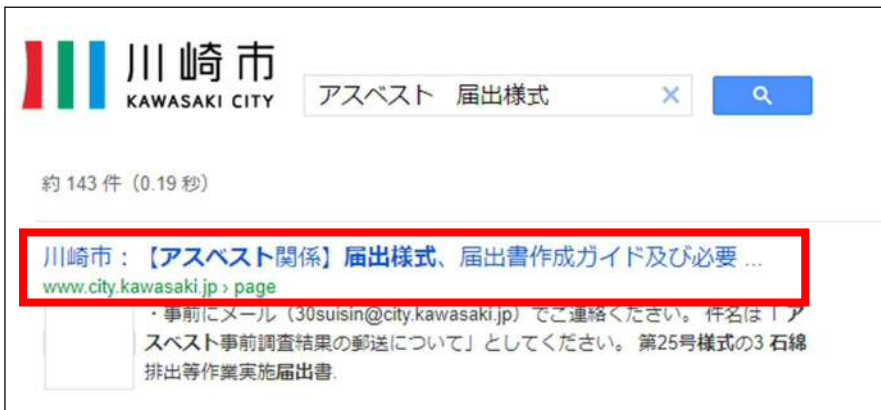 川崎市
KAWASAKI CITY
アスベスト　届出様式
約 143 件（0.19 秒）
川崎市：【アスベスト関係】届出様式、届出書作成ガイド及び必要 ...
www.city.kawasaki.jp › page
・事前にメール（30suisin@city.kawasaki.jp）でご連絡ください。 件名は「 ア
スベスト事前調査結果の郵送について」としてください。 第25号様式の3 石綿
排出等作業実施届出書.